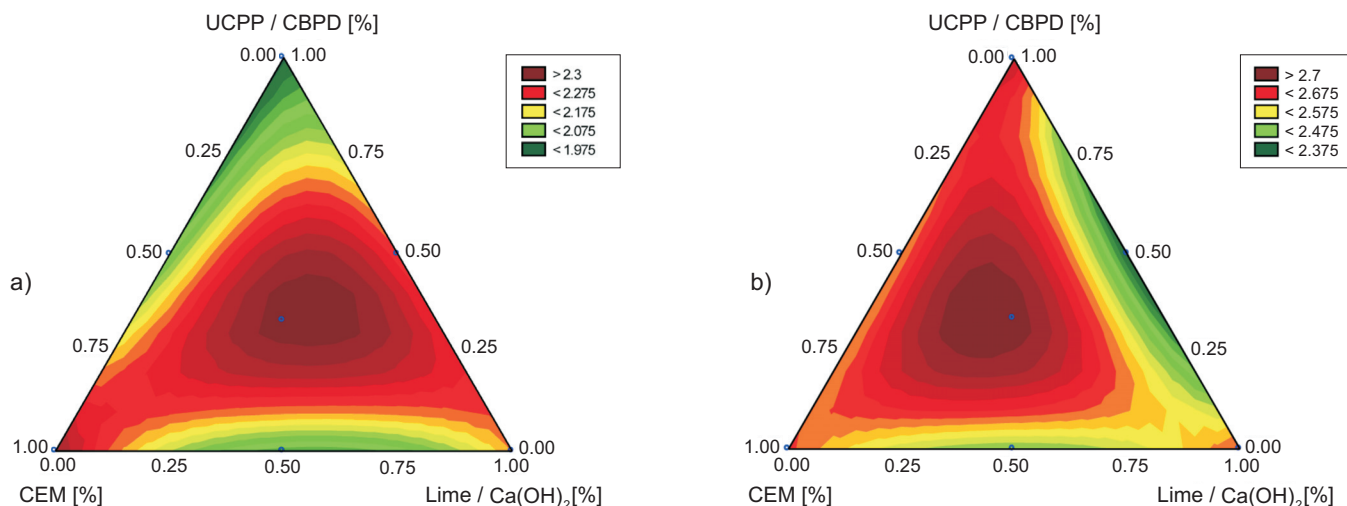 UCPP / CBPD [%]
0.00 1.00
> 2.3
< 2.275
< 2.175
< 2.075
< 1.975
0.25 0.75
0.50 0.50
a)
0.75 0.25
1.00 0.00
0.00 0.25 0.50 0.75 1.00
CEM [%] Lime / Ca(OH)₂[%]
UCPP / CBPD [%]
0.00 1.00
> 2.7
< 2.675
< 2.575
< 2.475
< 2.375
0.25 0.75
0.50 0.50
b)
0.75 0.25
1.00 0.00
0.00 0.25 0.50 0.75 1.00
CEM [%] Lime / Ca(OH)₂[%]